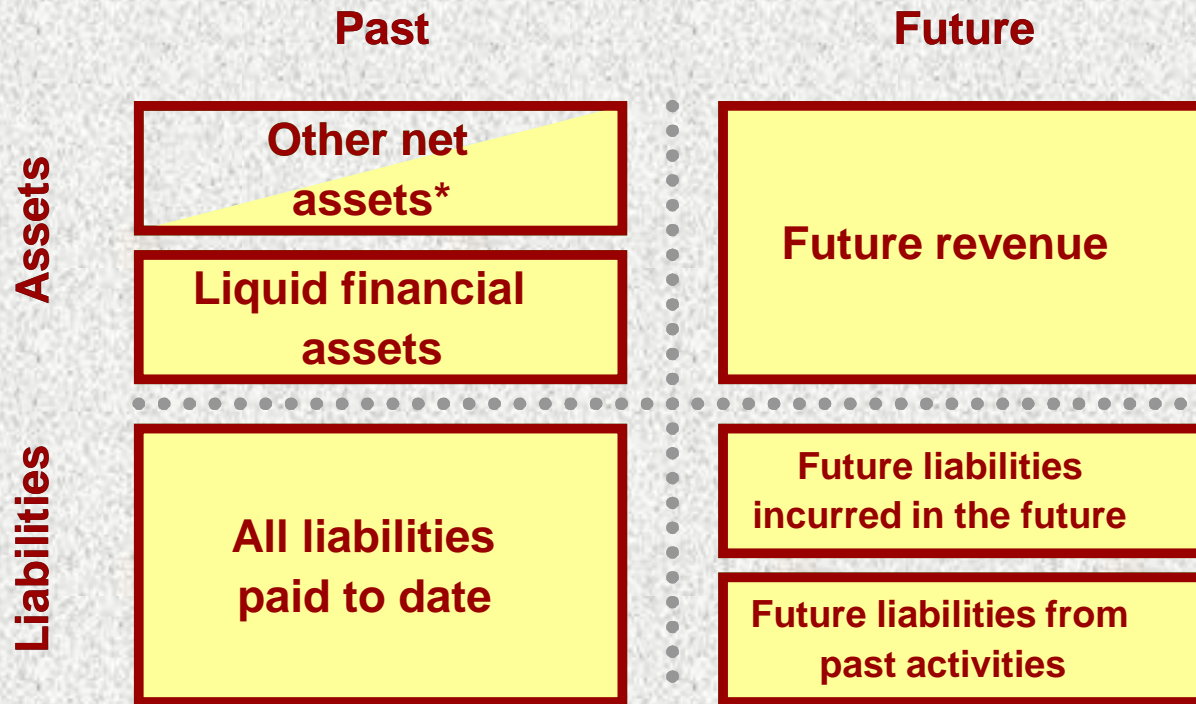 Past
Future
Assets
Other net
assets*
Liquid financial
assets
Future revenue
Liabilities
All liabilities
paid to date
Future liabilities
incurred in the future
Future liabilities from
past activities